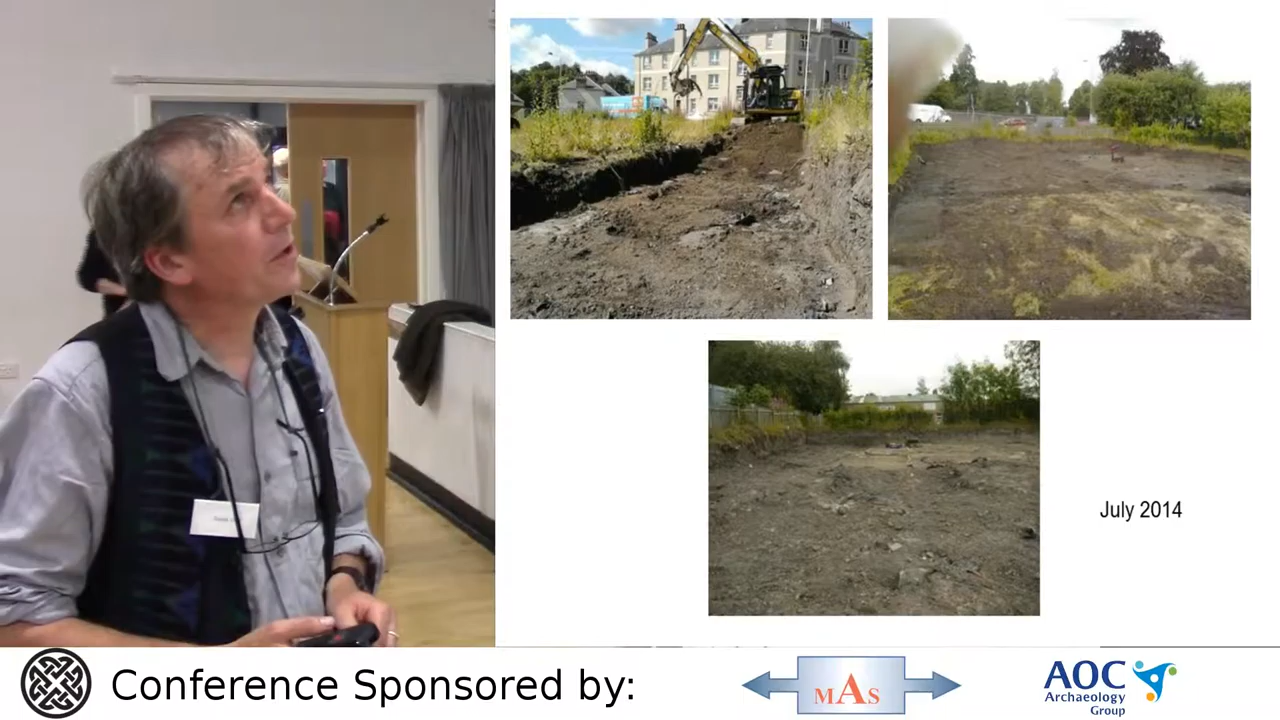 July 2014
Conference Sponsored by:
MAS
AOC
Archaeology
Group